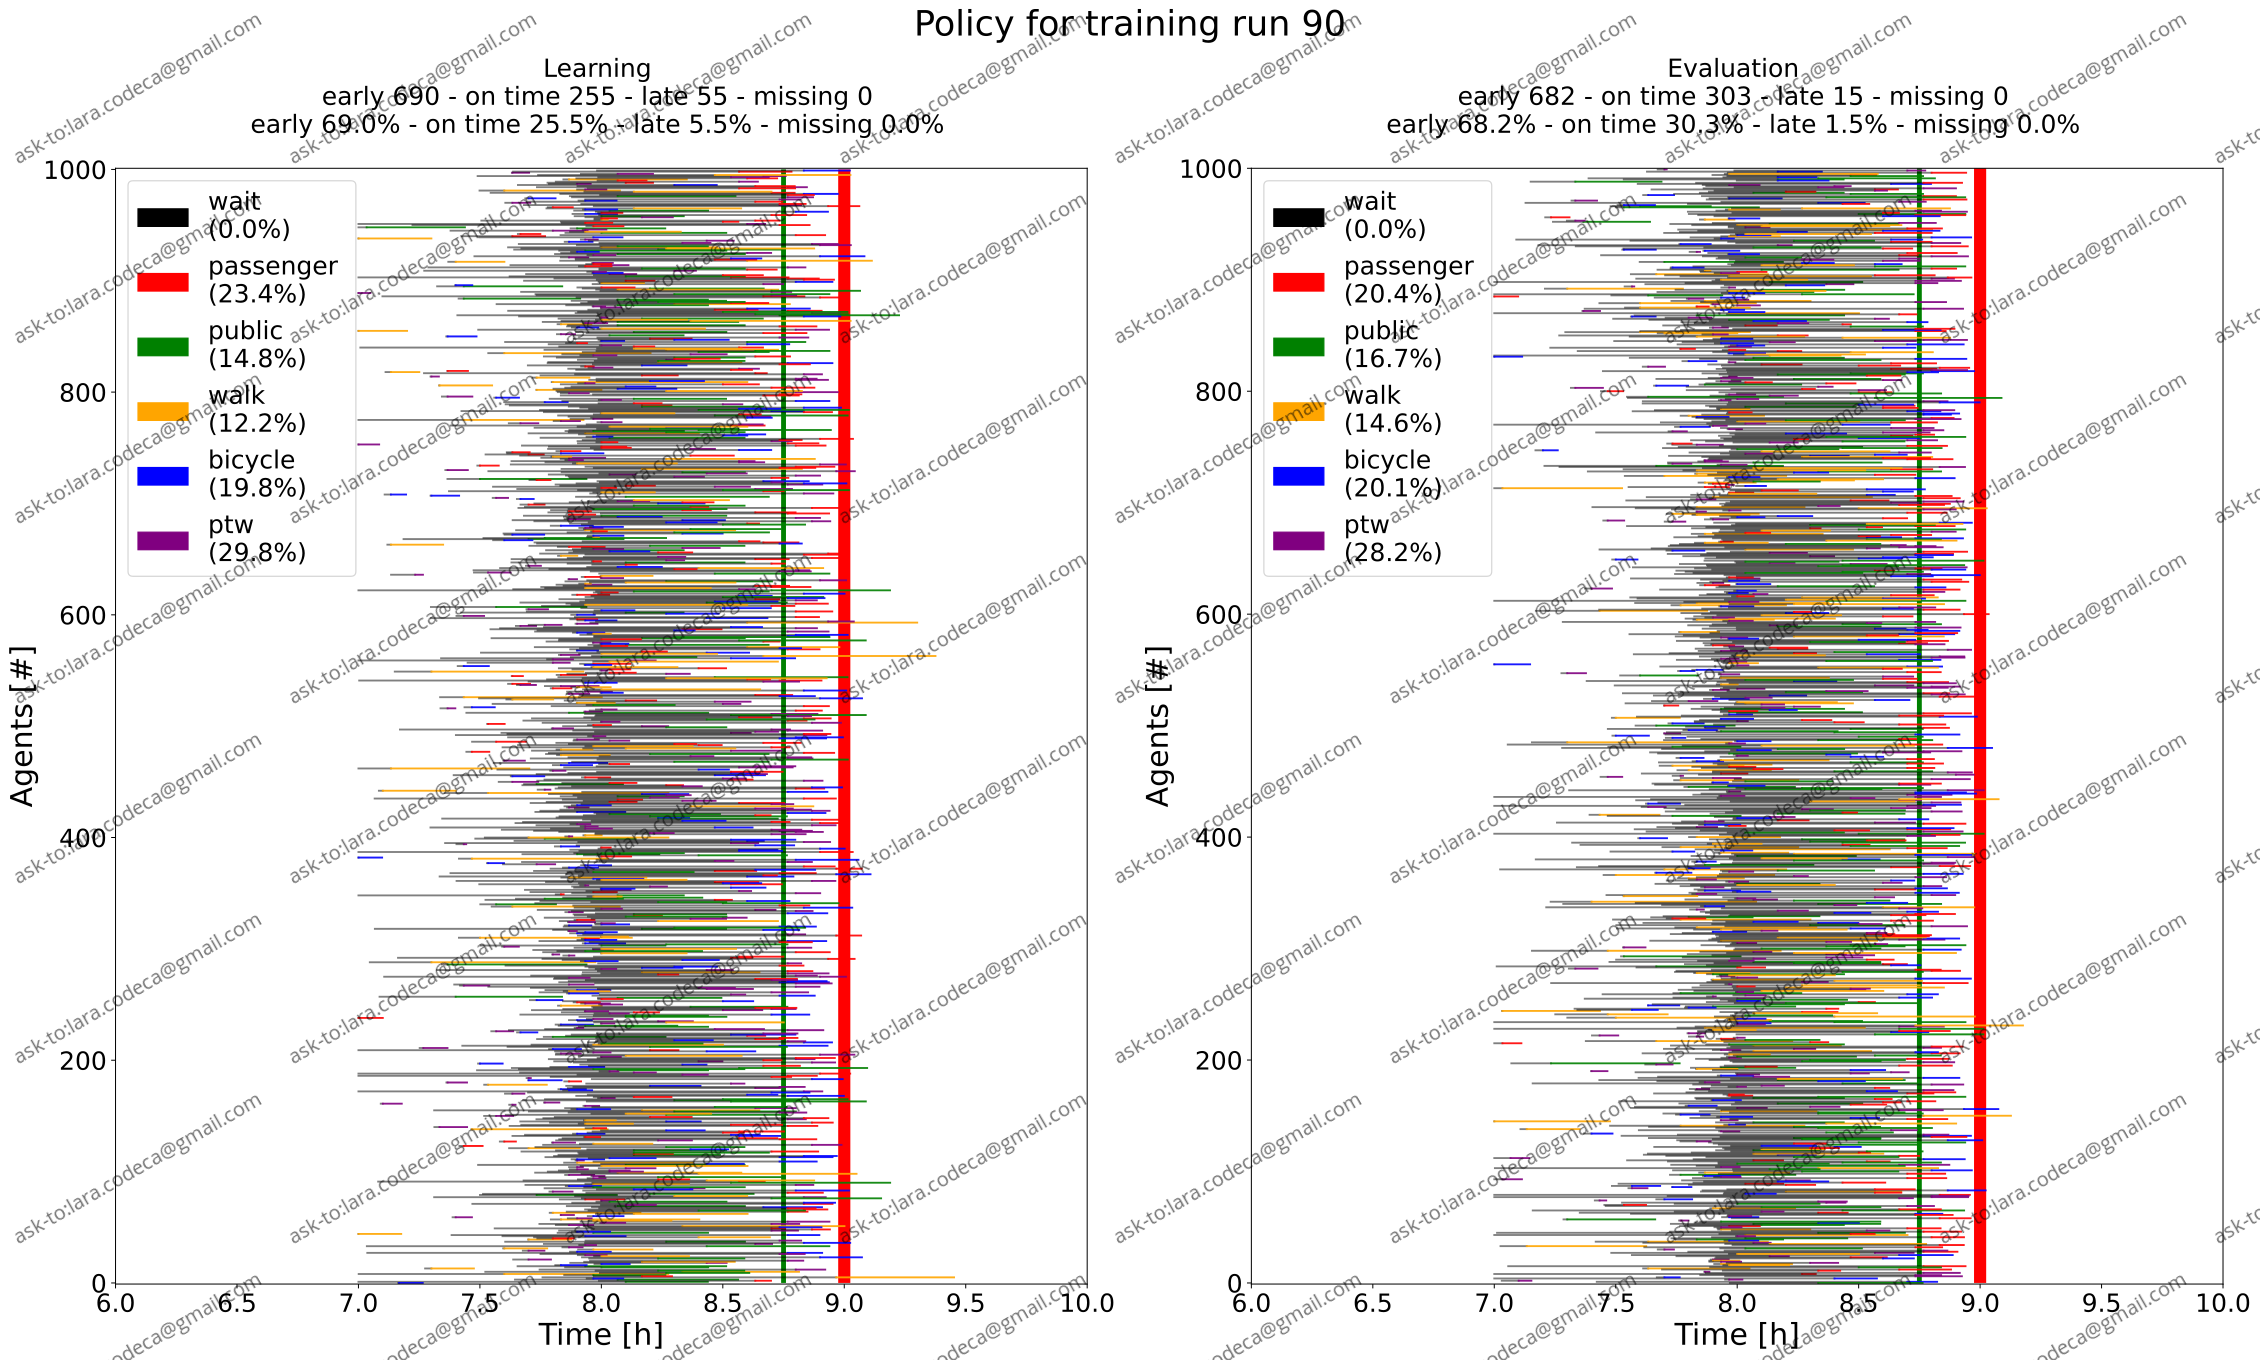 Policy for training run 90
Learning
early 690 - on time 255 - late 55 - missing 0
early 69.0% - on time 25.5% - late 5.5% - missing 0.0%
1000
800
600
400
200
0
Agents [#]
wait
(0.0%)
passenger
(23.4%)
public
(14.8%)
walk
(12.2%)
bicycle
(19.8%)
ptw
(29.8%)
6.0 6.5 7.0 7.5 8.0 8.5 9.0 9.5 10.0
Time [h]
Evaluation
early 682 - on time 303 - late 15 - missing 0
early 68.2% - on time 30.3% - late 1.5% - missing 0.0%
1000
800
600
400
200
0
Agents [#]
wait
(0.0%)
passenger
(20.4%)
public
(16.7%)
walk
(14.6%)
bicycle
(20.1%)
ptw
(28.2%)
6.0 6.5 7.0 7.5 8.0 8.5 9.0 9.5 10.0
Time [h]
ask-to:lara.codeca@gmail.com